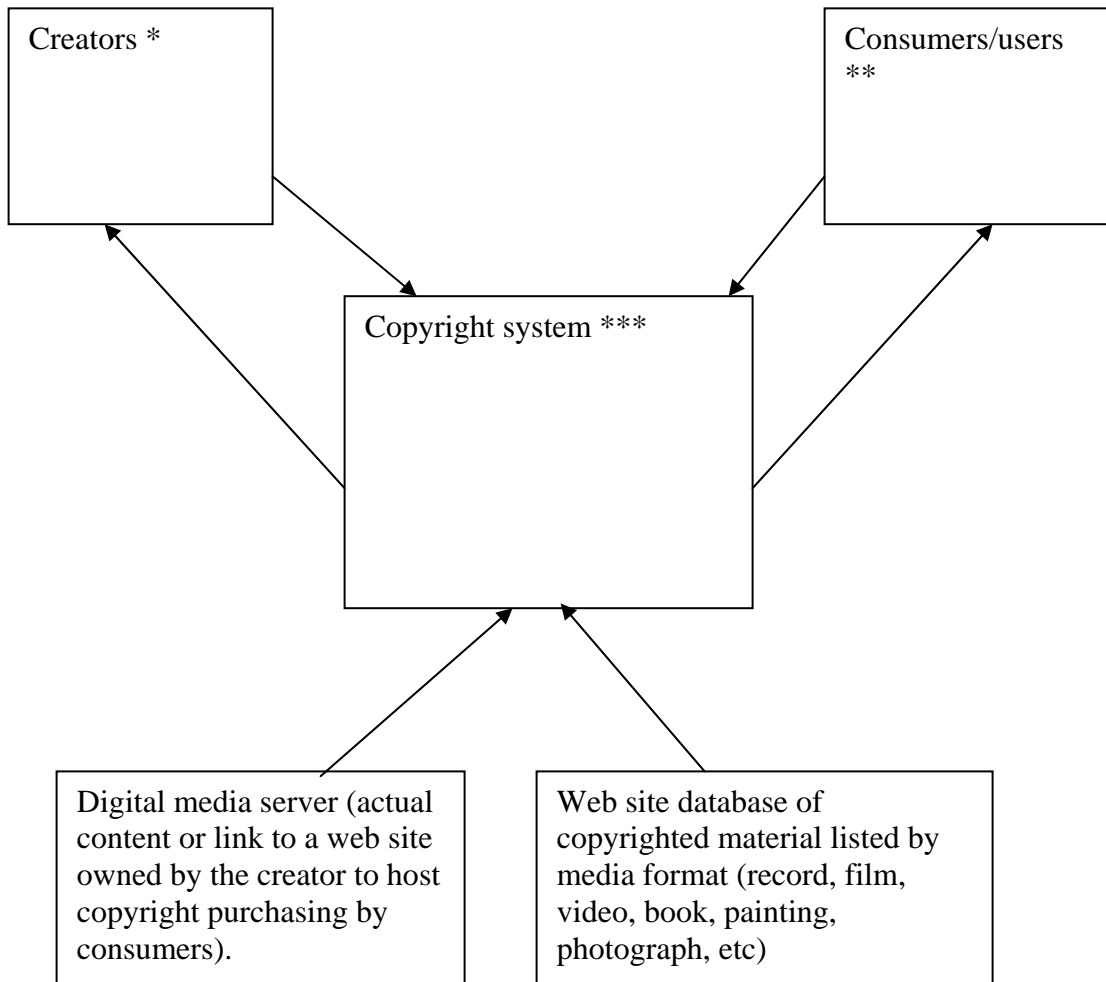 Creators *
Consumers/users
**
Copyright system ***
Digital media server (actual
content or link to a web site
owned by the creator to host
copyright purchasing by
consumers).
Web site database of
copyrighted material listed by
media format (record, film,
video, book, painting,
photograph, etc)